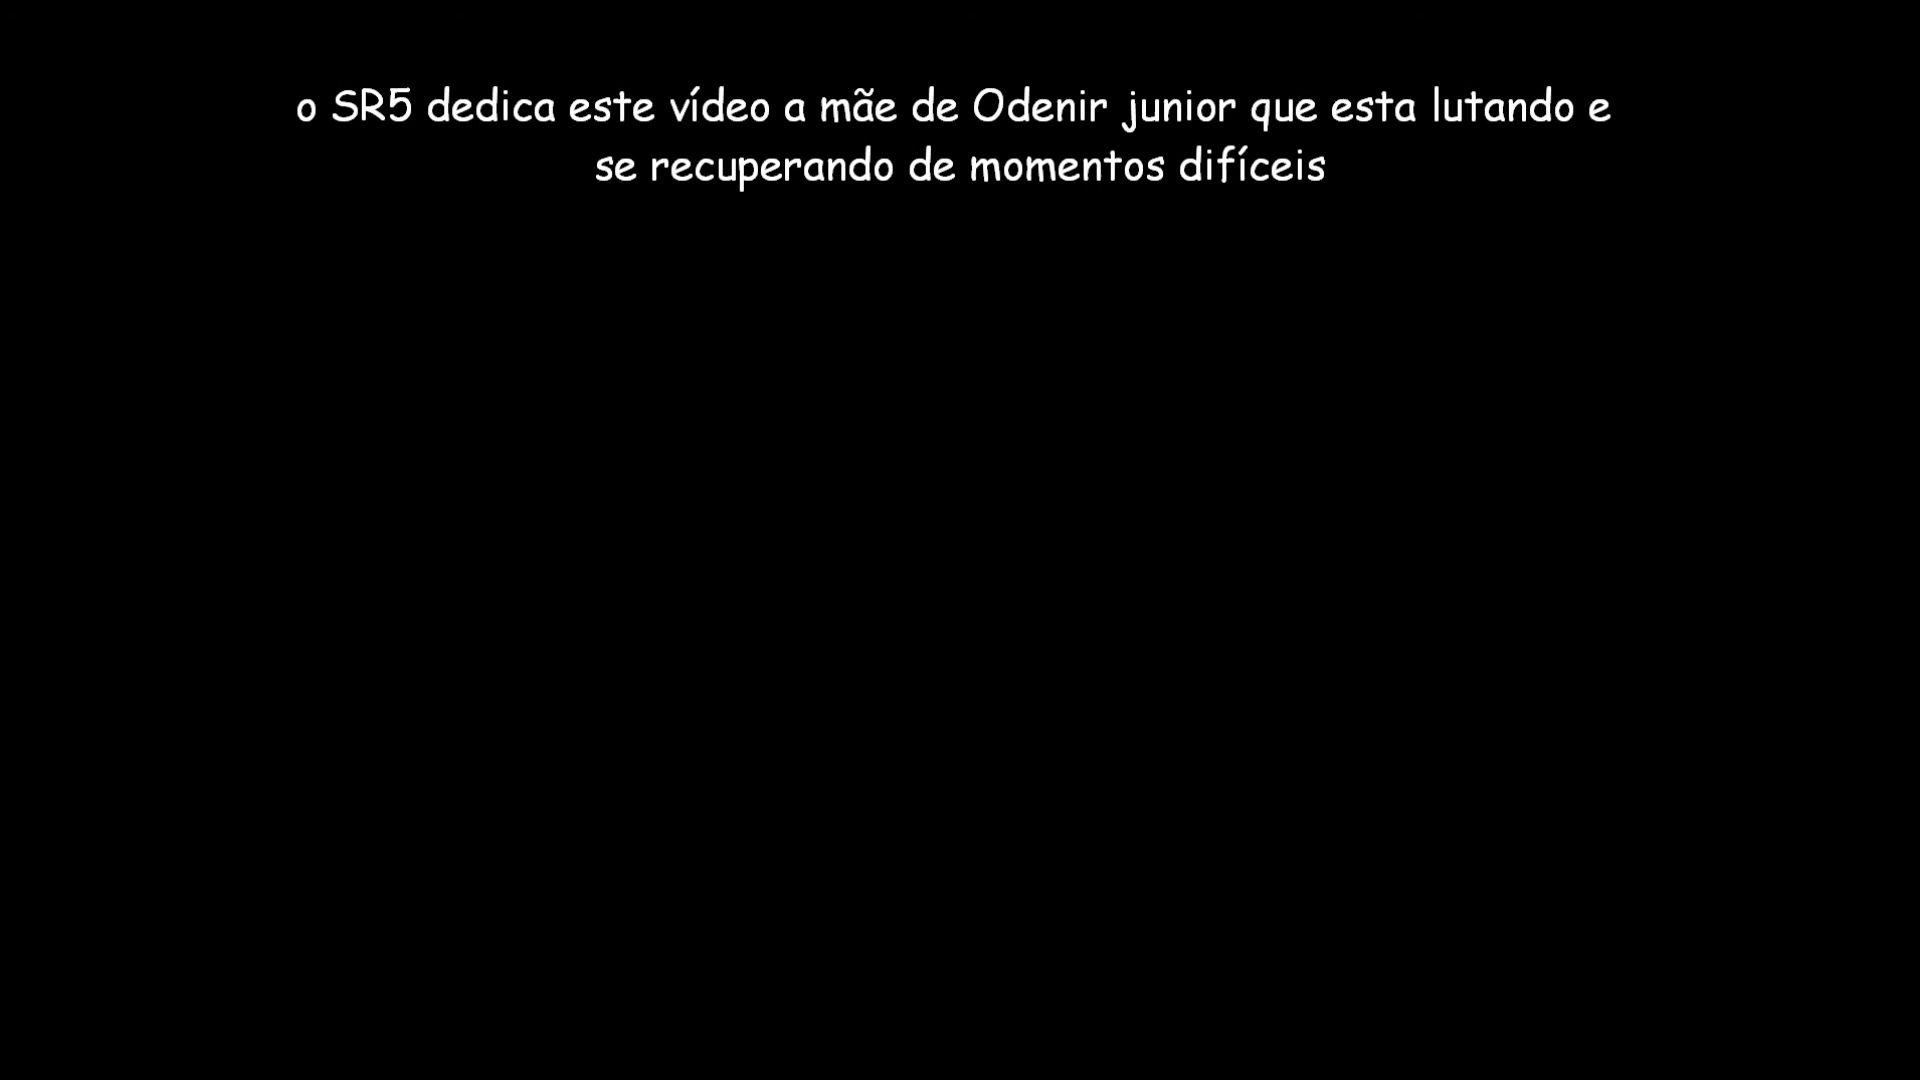 o SR5 dedica este vídeo a mãe de Odenir junior que esta lutando e
se recuperando de momentos difíceis